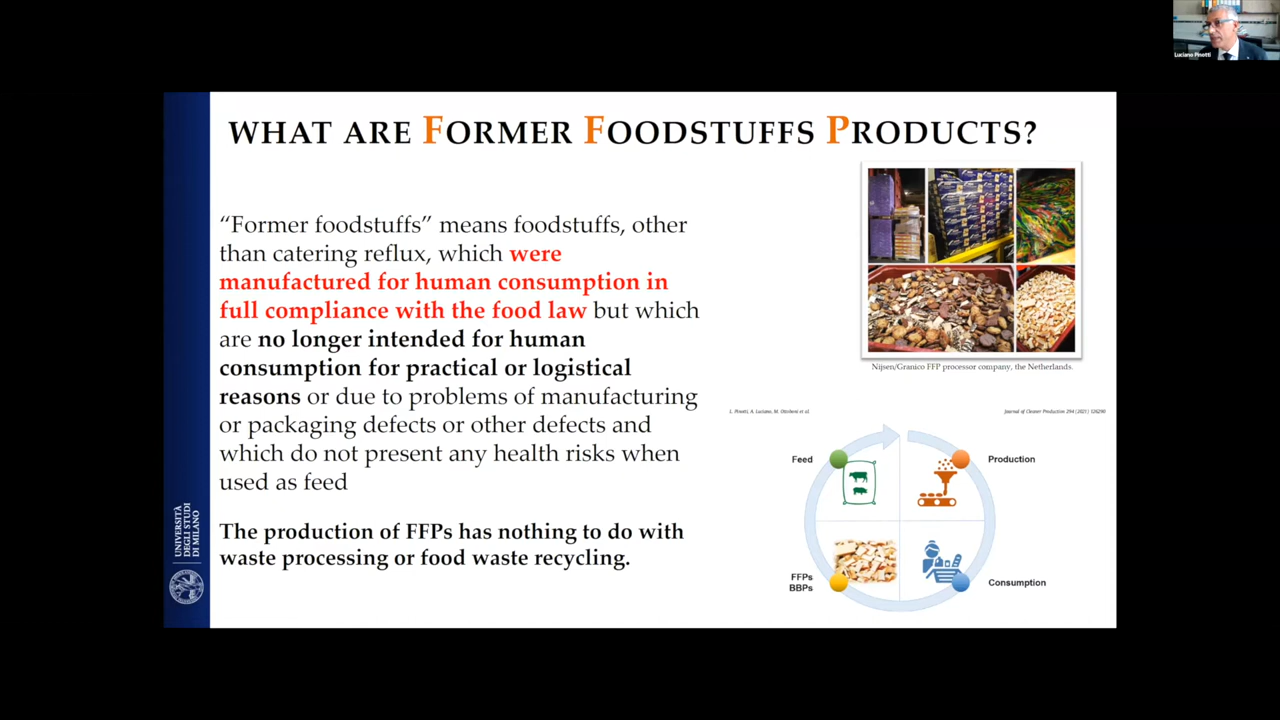 Luciano Pinotti
WHAT ARE FORMER FOODSTUFFS PRODUCTS?
“Former foodstuffs” means foodstuffs, other
than catering reflux, which were
manufactured for human consumption in
full compliance with the food law but which
are no longer intended for human
consumption for practical or logistical
reasons or due to problems of manufacturing
or packaging defects or other defects and
which do not present any health risks when
used as feed
The production of FFPs has nothing to do with
waste processing or food waste recycling.
UNIVERSITÀ
DEGLI STUDI
DI MILANO
Nijsen/Granico FFP processor company, the Netherlands.
L. Pinotti, A. Luciano, M. Ottoboni et al.
Journal of Cleaner Production 294 (2021) 126290
Feed
Production
FFPs
BBPs
Consumption